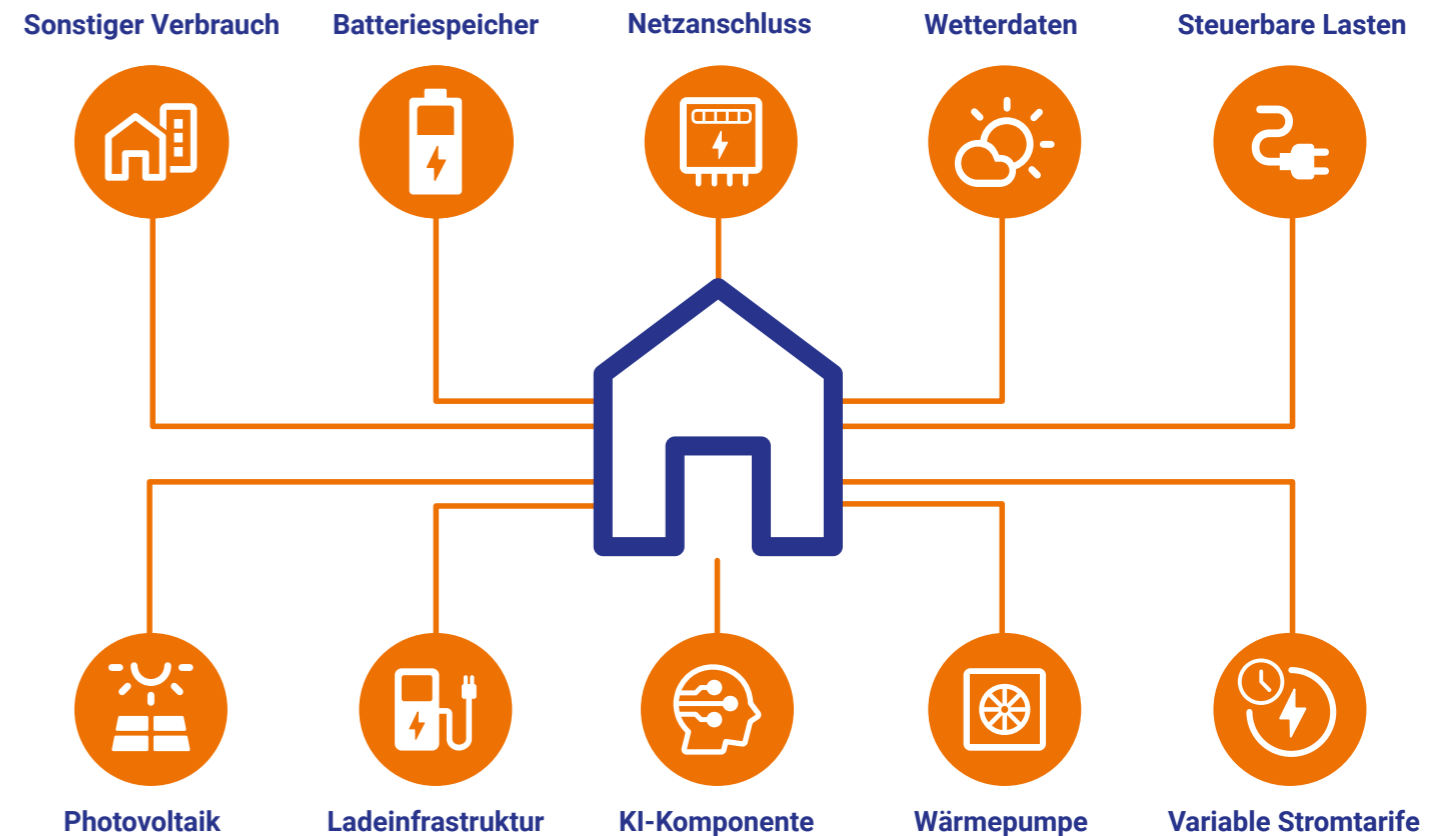 Sonstiger Verbrauch
Batteriespeicher
Netzanschluss
Wetterdaten
Steuerbare Lasten
Photovoltaik
Ladeinfrastruktur
KI-Komponente
Wärmepumpe
Variable Stromtarife